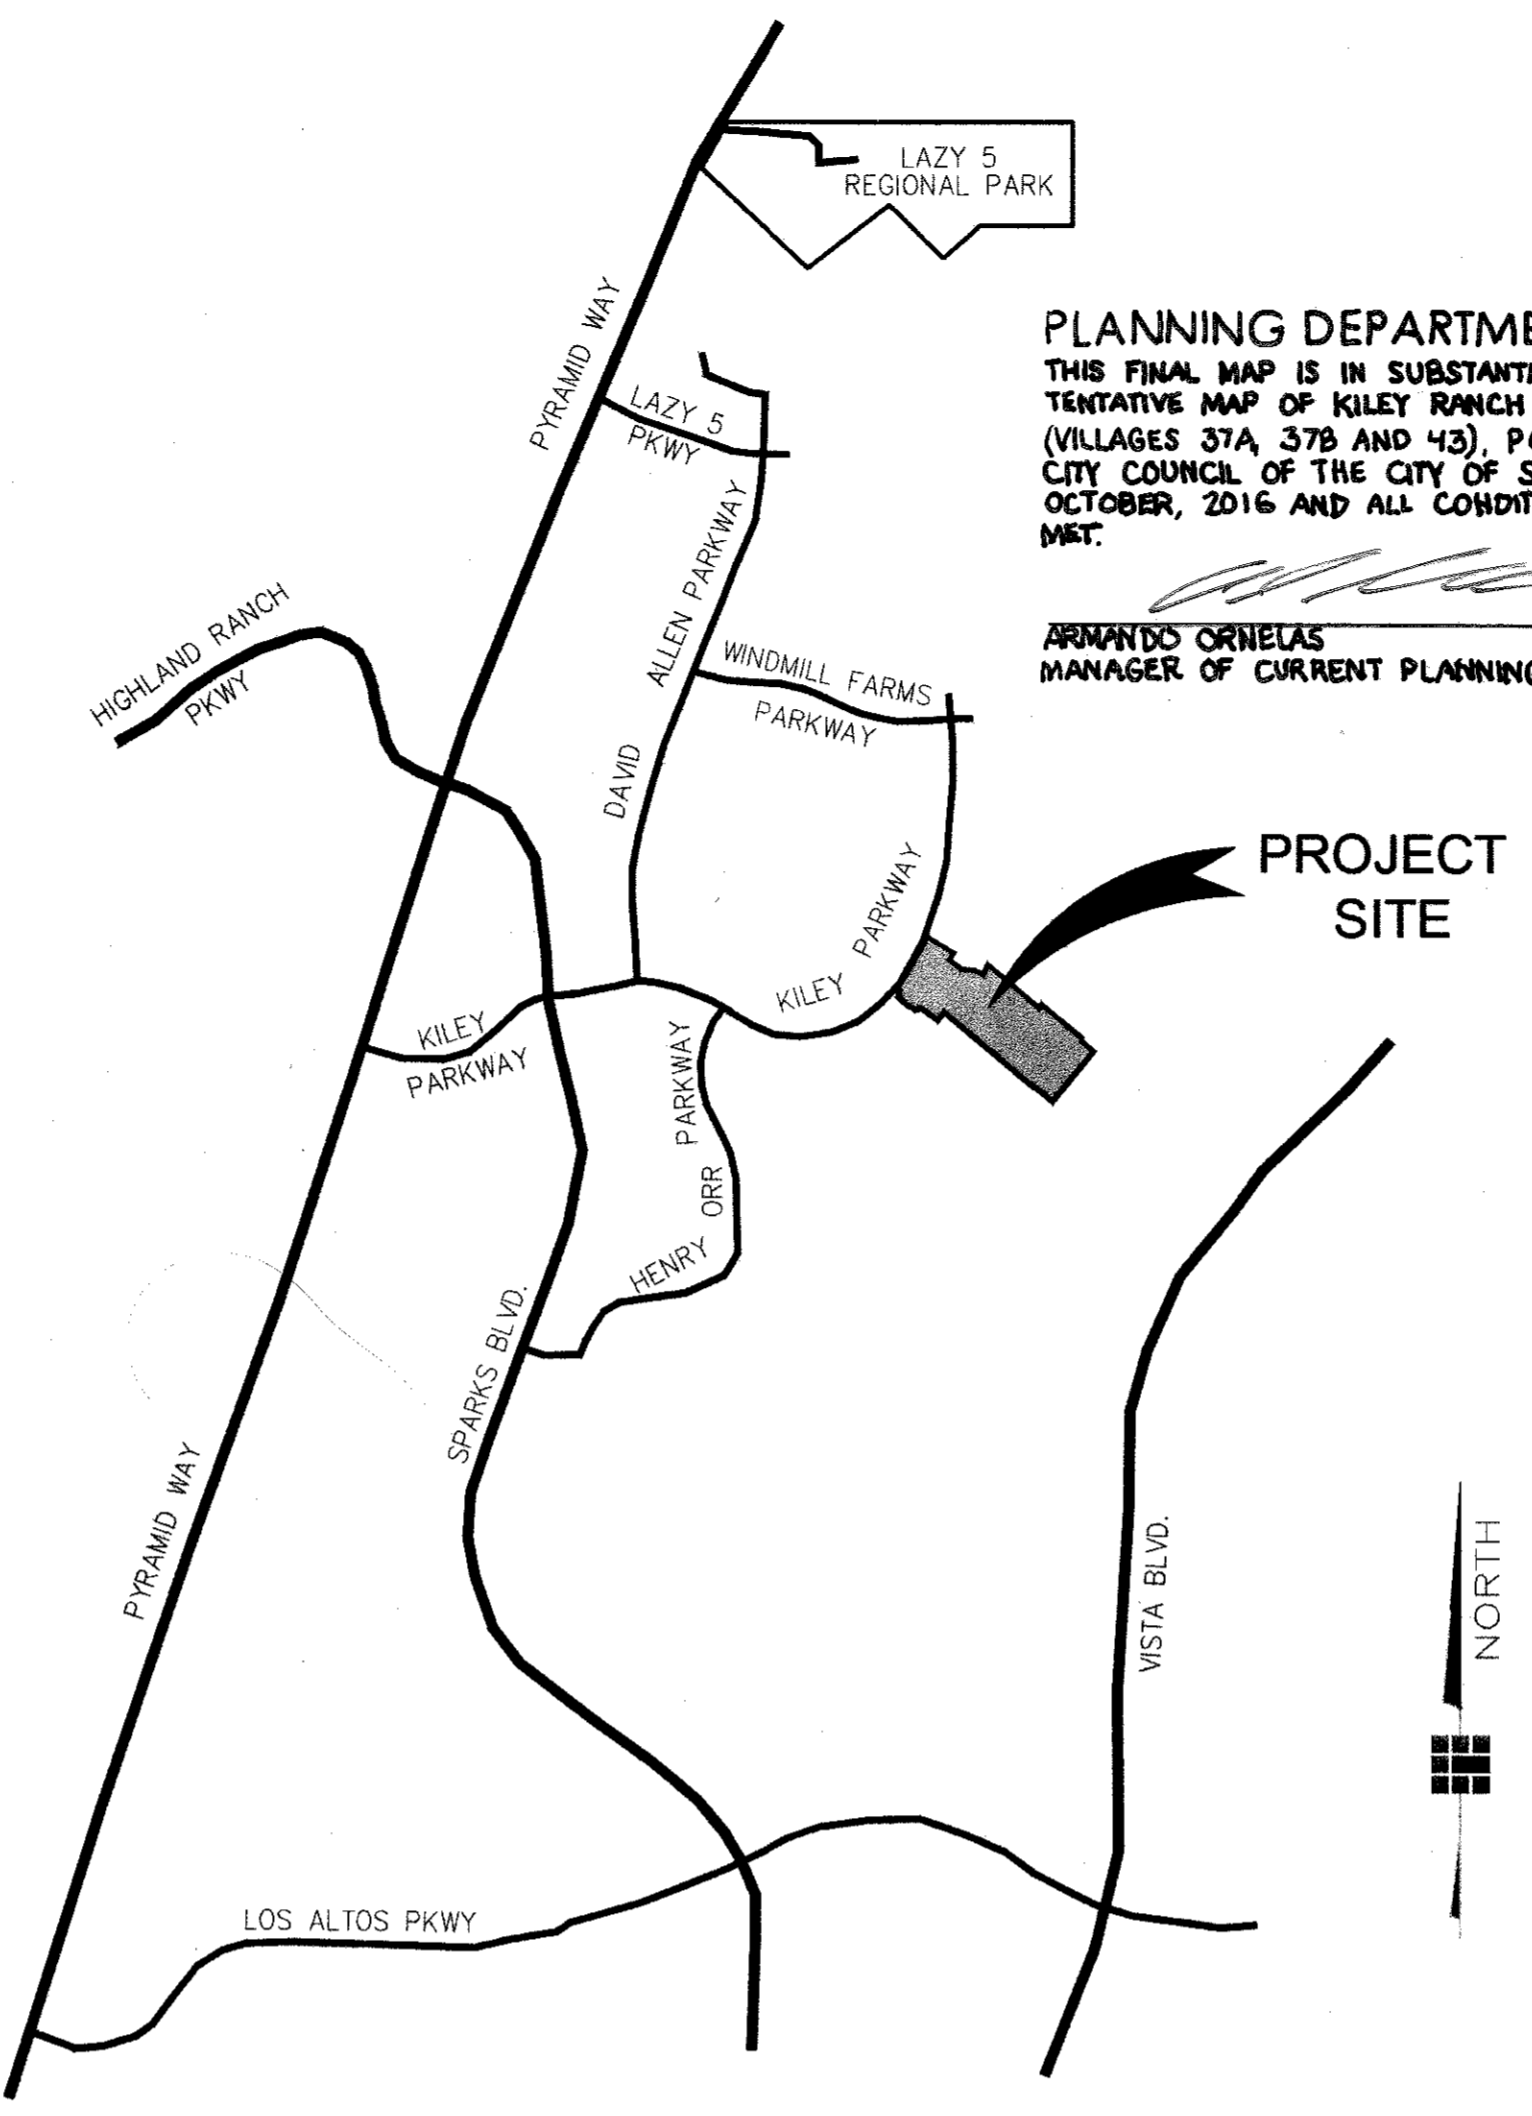 LAZY 5
REGIONAL PARK
PYRAMID WAY
LAZY 5
PKWY
PLANNING DEPARTME
THIS FINAL MAP IS IN SUBSTANT
TENTATIVE MAP OF KILEY RANCH
(VILLAGES 37A, 37B AND 43),
CITY COUNCIL OF THE CITY OF S
OCTOBER, 2016 AND ALL CONDIT
MET.
ARMANDO ORNELAS
MANAGER OF CURRENT PLANNING
HIGHLAND RANCH
PKWY
DAVID ALLEN PARKWAY
WINDMILL FARMS
PARKWAY
PROJECT
SITE
KILEY PARKWAY
KILEY
PARKWAY
HENRY ORR PARKWAY
SPARKS BLVD.
PYRAMID WAY
VISTA BLVD.
NORTH
LOS ALTOS PKWY